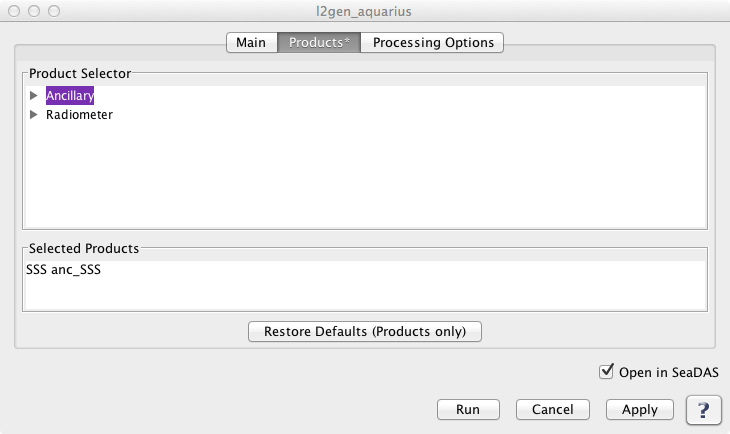 l2gen_aquarius
Main Products* Processing Options
Product Selector
Ancillary
Radiometer
Selected Products
SSS anc_SSS
Restore Defaults (Products only)
Open in SeaDAS
Run Cancel Apply ?